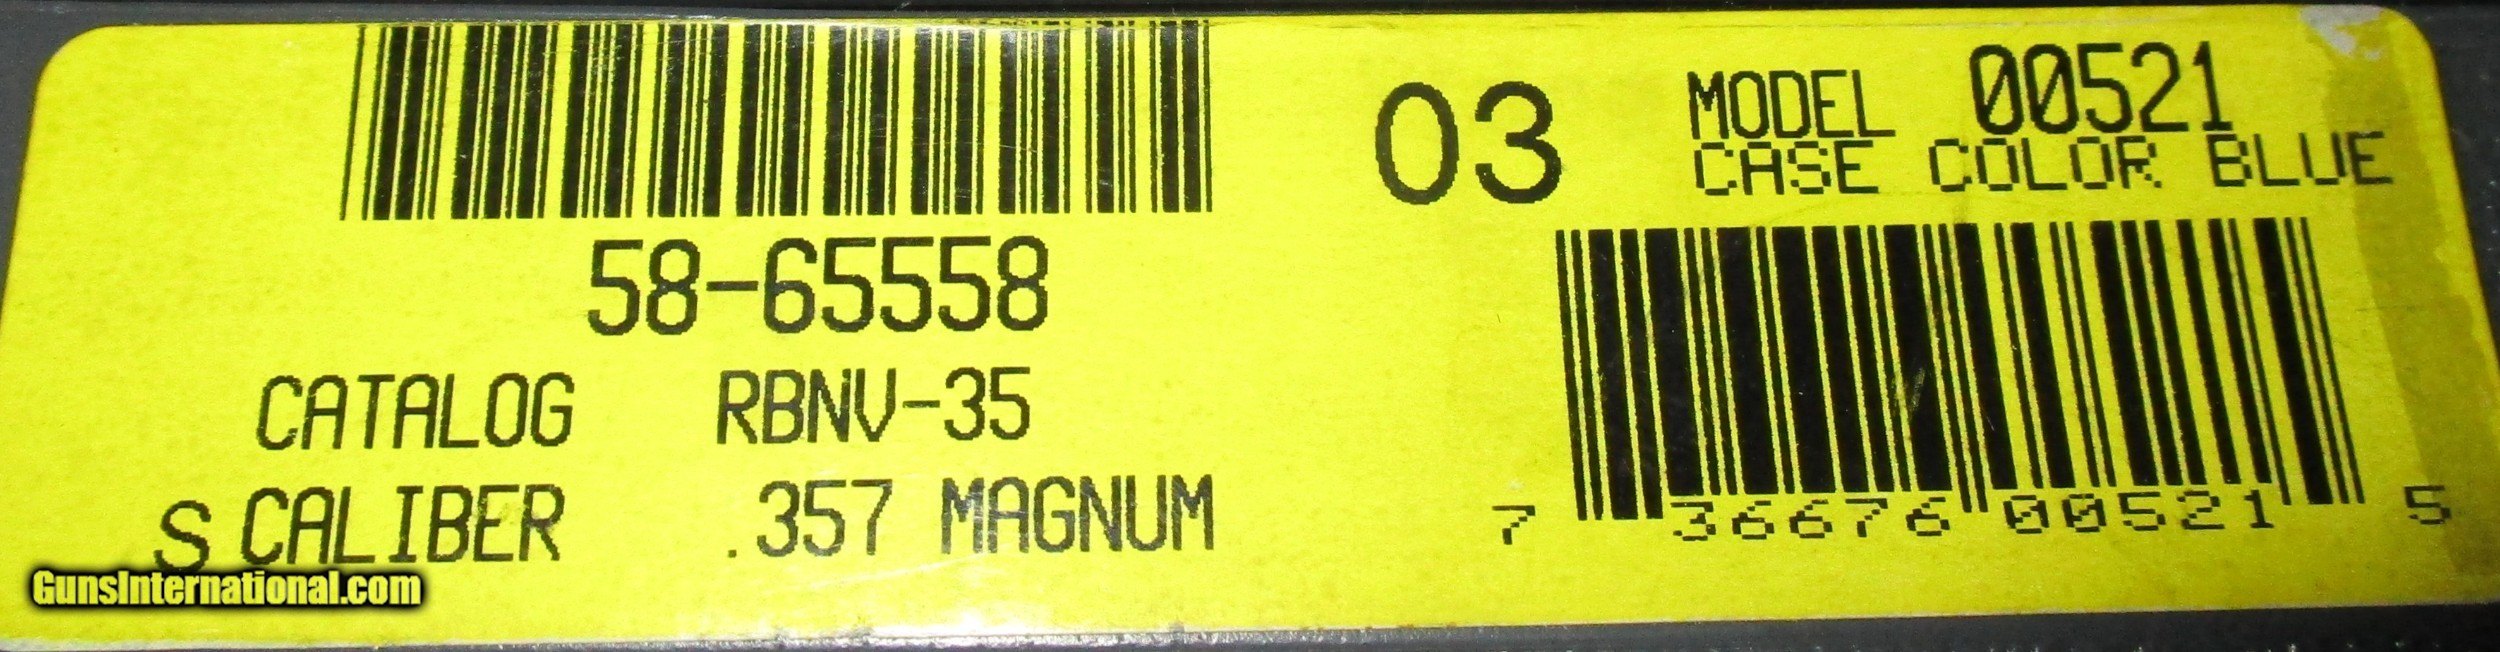 58-65558
CATALOG RBNV-35
S CALIBER .357 MAGNUM
03
MODEL 00521
CASE COLOR BLUE
7 36676 00521 5
GunsInternational.com